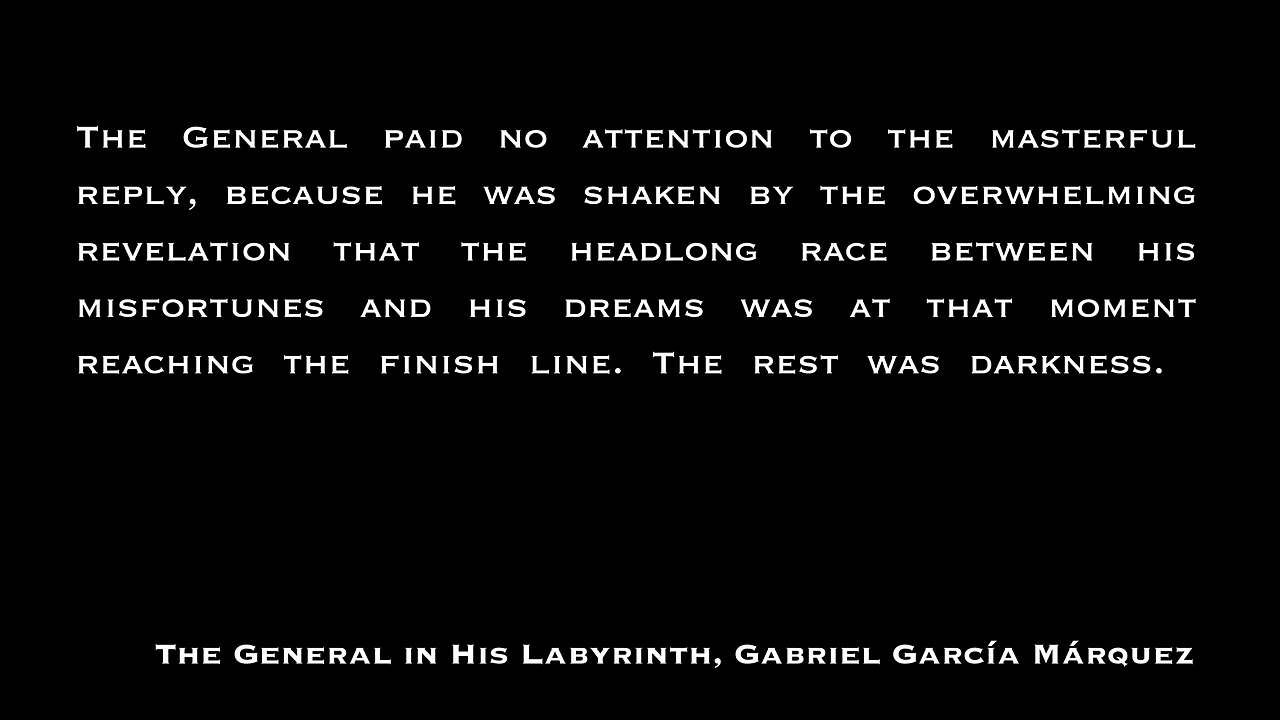 The General paid no attention to the masterful
reply, because he was shaken by the overwhelming
revelation that the headlong race between his
misfortunes and his dreams was at that moment
reaching the finish line. The rest was darkness.
The General in His Labyrinth, Gabriel García Márquez